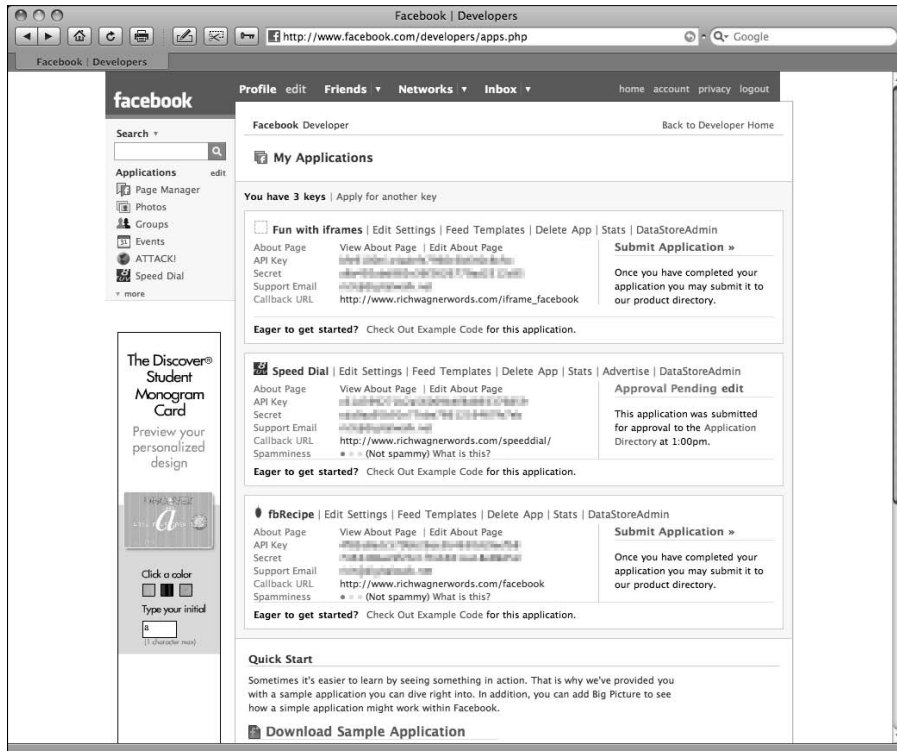 Facebook | Developers
http://www.facebook.com/developers/apps.php
Google
Facebook | Developers
facebook
Profile edit Friends Networks Inbox
home account privacy logout
Search
Applications edit
Page Manager
Photos
Groups
31 Events
ATTACK!
Speed Dial
more
The Discover®
Student
Monogram
Card
Preview your
personalized
design
a
Click a color
Type your initial
a
(1 character max)
Facebook Developer
Back to Developer Home
My Applications
You have 3 keys | Apply for another key
Fun with iframes | Edit Settings | Feed Templates | Delete App | Stats | DataStoreAdmin
About Page View About Page | Edit About Page
API Key
Secret
Support Email
Callback URL http://www.richwagnerwords.com/iframe_facebook
Submit Application »
Once you have completed your
application you may submit it to
our product directory.
Eager to get started? Check Out Example Code for this application.
Speed Dial | Edit Settings | Feed Templates | Delete App | Stats | Advertise | DataStoreAdmin
About Page View About Page | Edit About Page
API Key
Secret
Support Email
Callback URL http://www.richwagnerwords.com/speeddial/
Spamminess (Not spammy) What is this?
Approval Pending edit
This application was submitted
for approval to the Application
Directory at 1:00pm.
Eager to get started? Check Out Example Code for this application.
fbRecipe | Edit Settings | Feed Templates | Delete App | Stats | DataStoreAdmin
About Page View About Page | Edit About Page
API Key
Secret
Support Email
Callback URL http://www.richwagnerwords.com/facebook
Spamminess (Not spammy) What is this?
Submit Application »
Once you have completed your
application you may submit it to
our product directory.
Eager to get started? Check Out Example Code for this application.
Quick Start
Sometimes it's easier to learn by seeing something in action. That is why we've provided you
with a sample application you can dive right into. In addition, you can add Big Picture to see
how a simple application might work within Facebook.
Download Sample Application